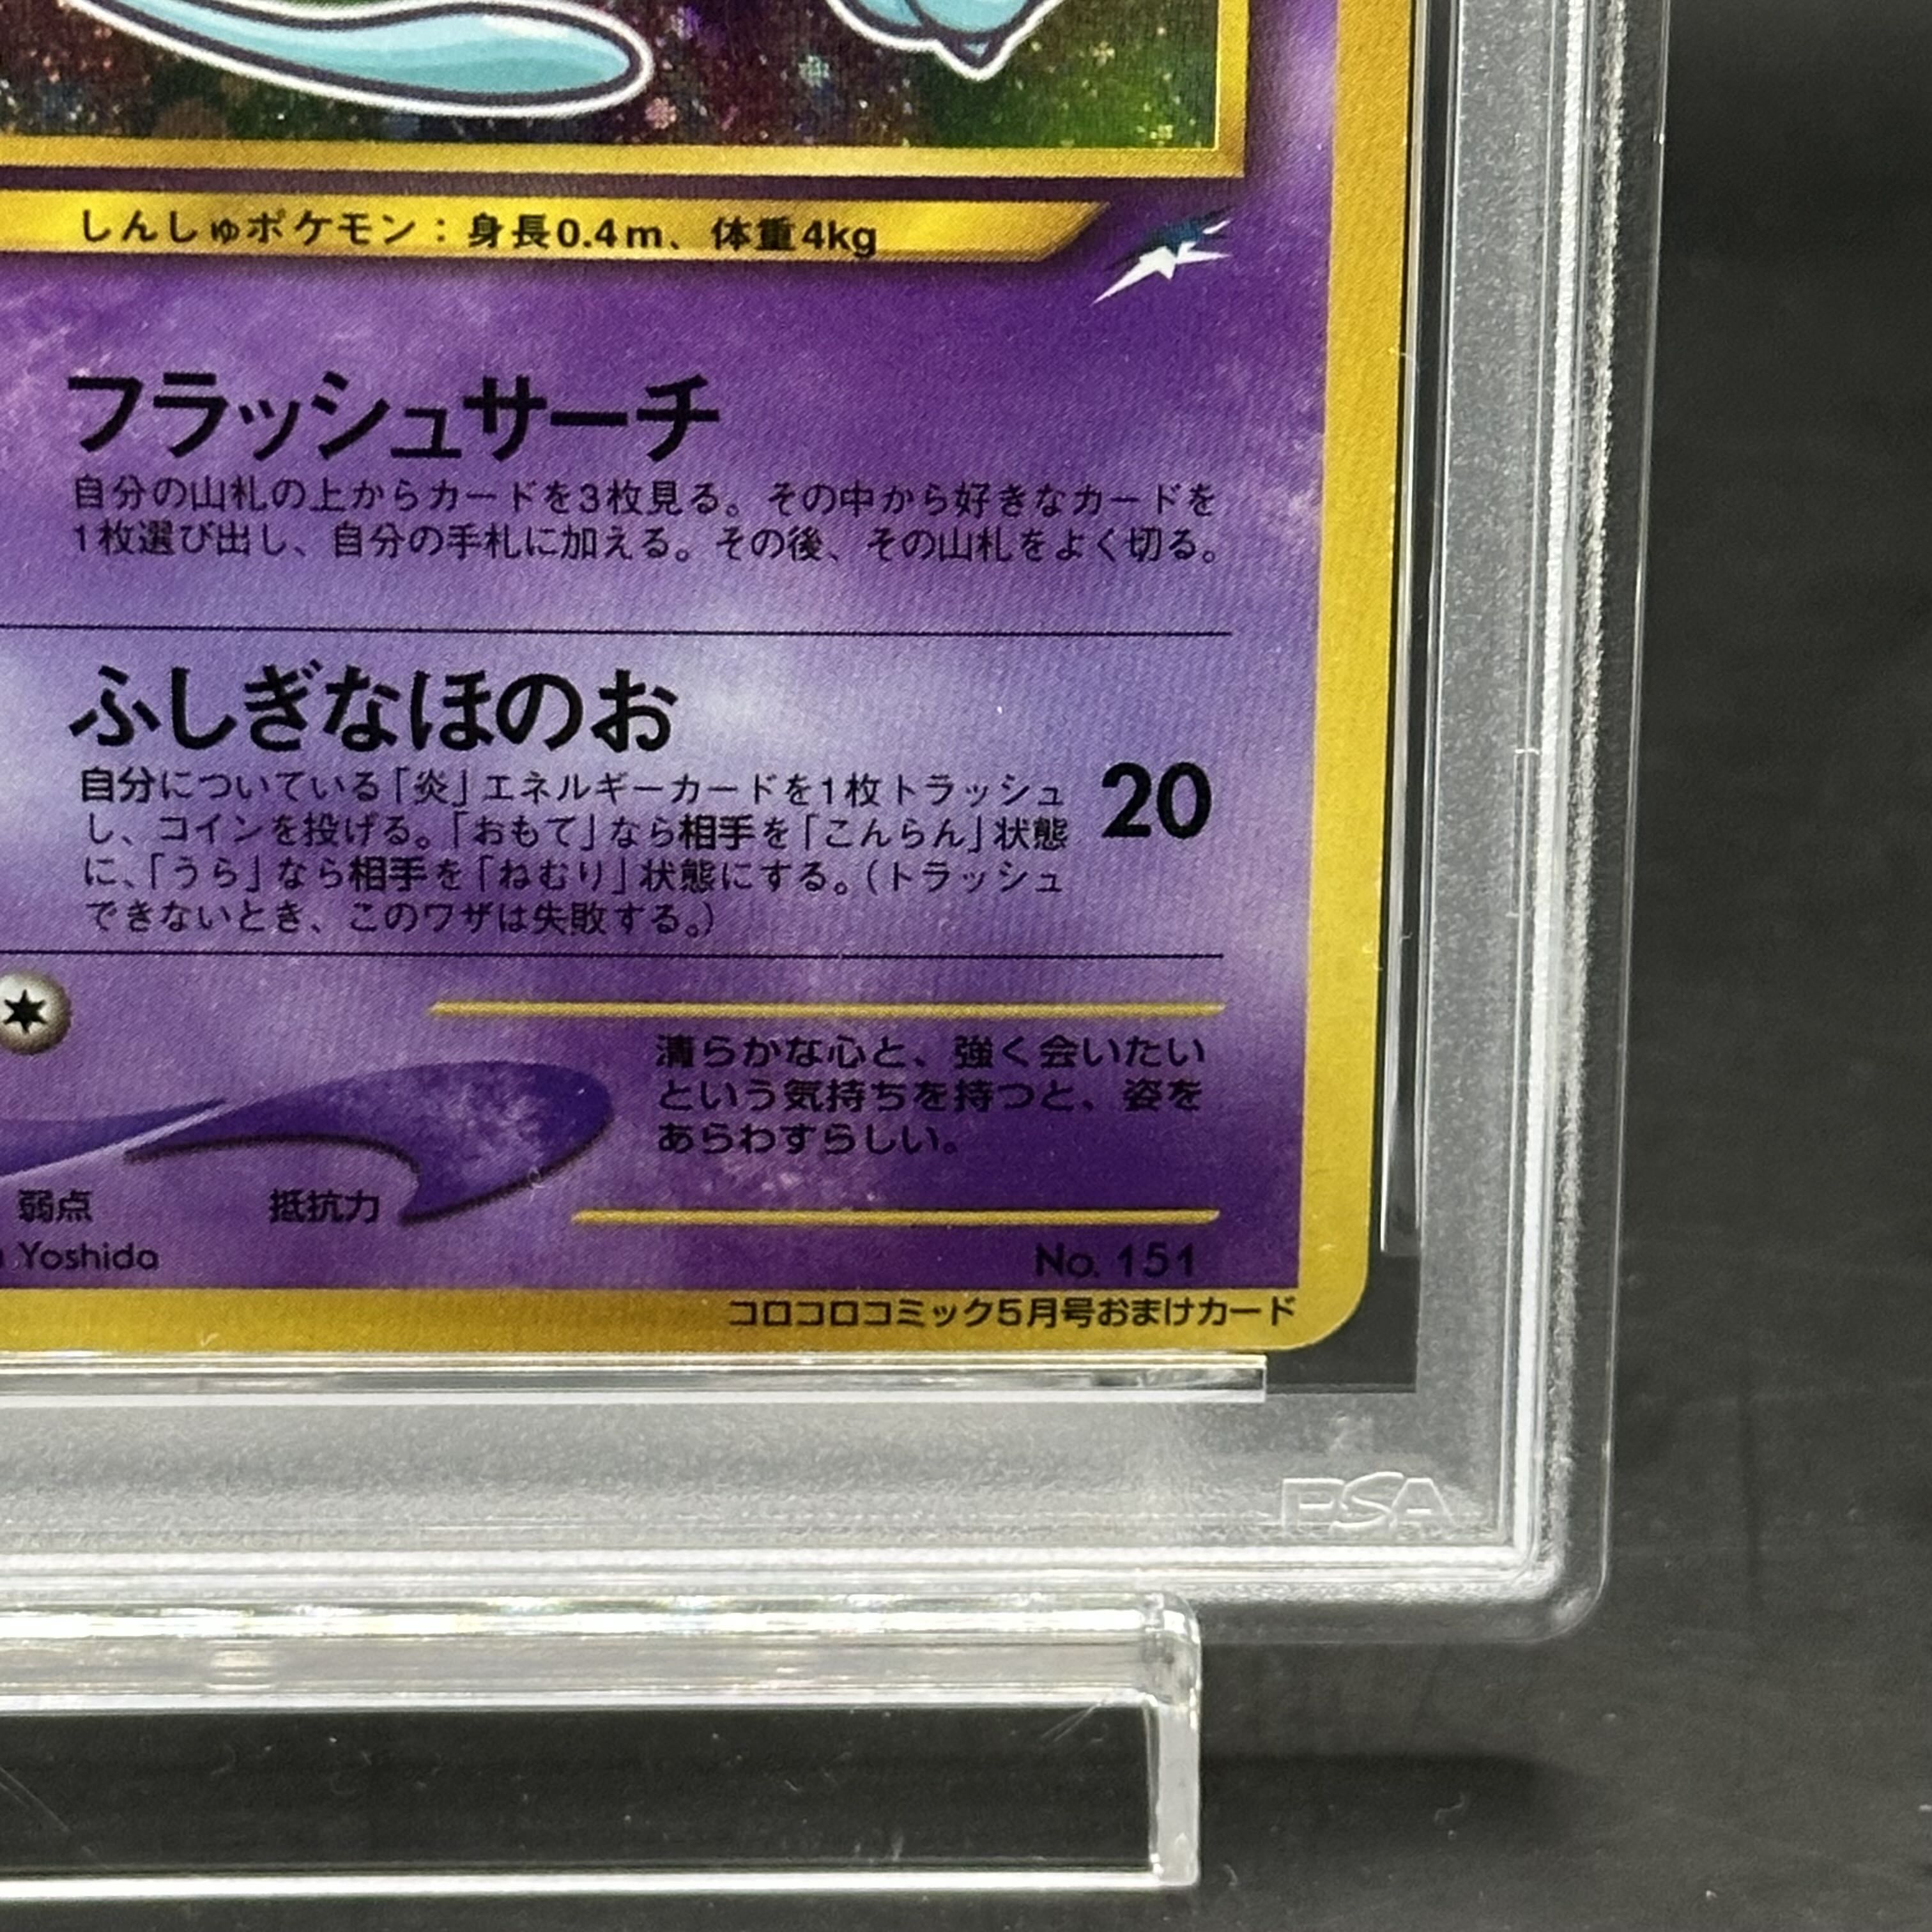 しんしゅポケモン：身長0.4m、体重4kg
フラッシュサーチ
自分の山札の上からカードを3枚見る。その中から好きなカードを
1枚選び出し、自分の手札に加える。その後、その山札をよく切る。
ふしぎなほのお
自分についている「炎」エネルギーカードを1枚トラッシュ
し、コインを投げる。「おもて」なら相手を「こんらん」状態
に、「うら」なら相手を「ねむり」状態にする。（トラッシュ
できないとき、このワザは失敗する。）
20
清らかな心と、強く会いたい
という気持ちを持つと、姿を
あらわすらしい。
弱点 抵抗力
Yoshida
No. 151
コロコロコミック5月号おまけカード
PSA